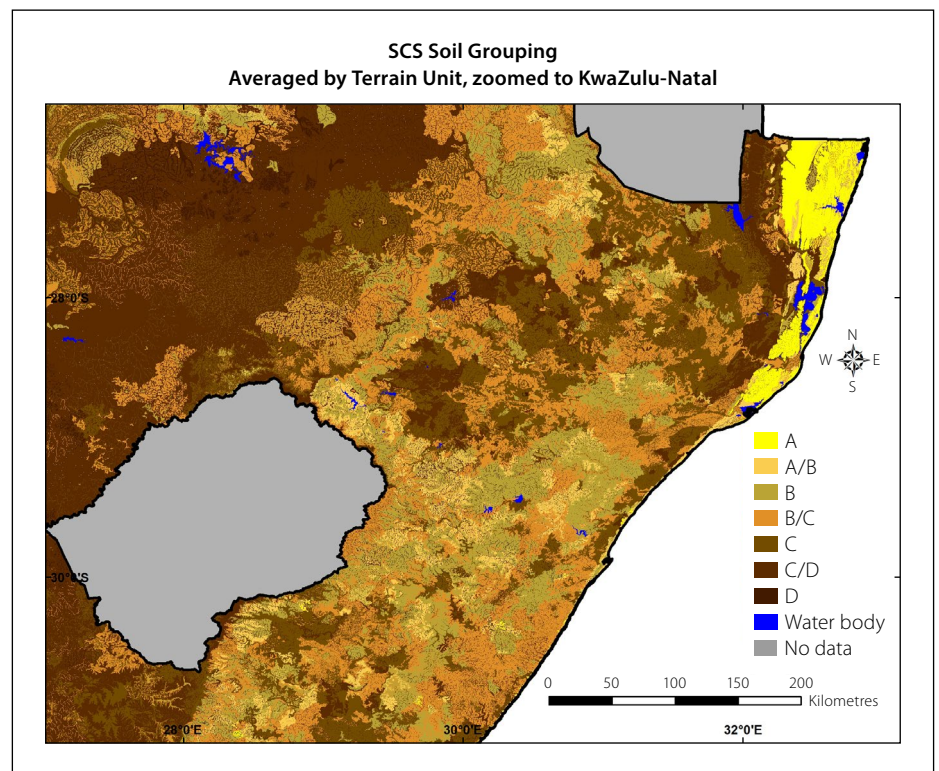 SCS Soil Grouping
Averaged by Terrain Unit, zoomed to KwaZulu-Natal
28°0'S
N
W E
S
A
A/B
B
B/C
C
C/D
D
Water body
No data
30°0'S
0 50 100 150 200
Kilometres
28°0'E 30°0'E 32°0'E